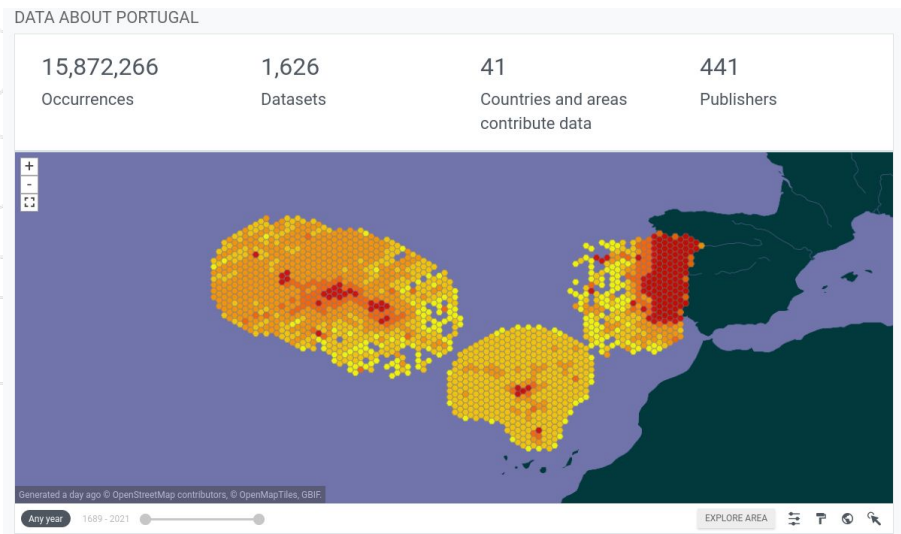 DATA ABOUT PORTUGAL
15,872,266
Occurrences
1,626
Datasets
41
Countries and areas
contribute data
441
Publishers
+
-
Generated a day ago © OpenStreetMap contributors, © OpenMapTiles, GBIF.
Any year
1689 - 2021
EXPLORE AREA